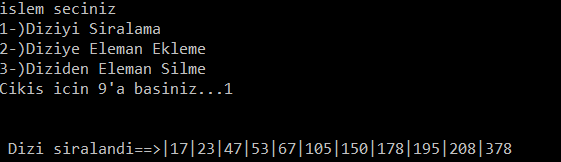 islem seciniz
1-)Diziyi Siralama
2-)Diziye Eleman Ekleme
3-)Diziden Eleman Silme
Cikis icin 9'a basiniz...1
Dizi siralandi==>|17|23|47|53|67|105|150|178|195|208|378